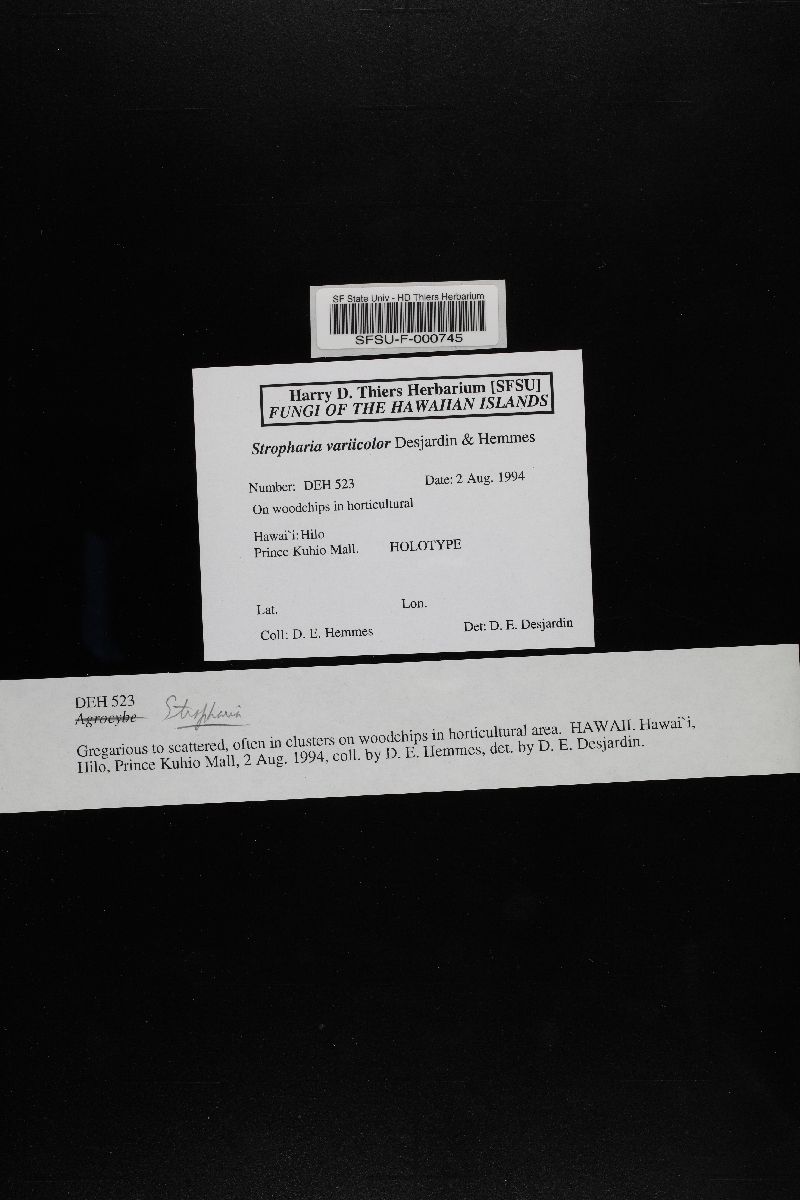 SF State Univ - HD Thiers Herbarium
SFSU-F-000745
Harry D. Thiers Herbarium [SFSU]
FUNGI OF THE HAWAIIAN ISLANDS
Stropharia variicolor Desjardin & Hemmes
Number: DEH 523 Date: 2 Aug. 1994
On woodchips in horticultural
Hawai`i: Hilo
Prince Kuhio Mall. HOLOTYPE
Lat. Lon.
Coll: D. E. Hemmes Det: D. E. Desjardin
DEH 523
Agrocybe Stropharia
Gregarious to scattered, often in clusters on woodchips in horticultural area. HAWAII. Hawai`i,
Hilo, Prince Kuhio Mall, 2 Aug. 1994, coll. by D. E. Hemmes, det. by D. E. Desjardin.